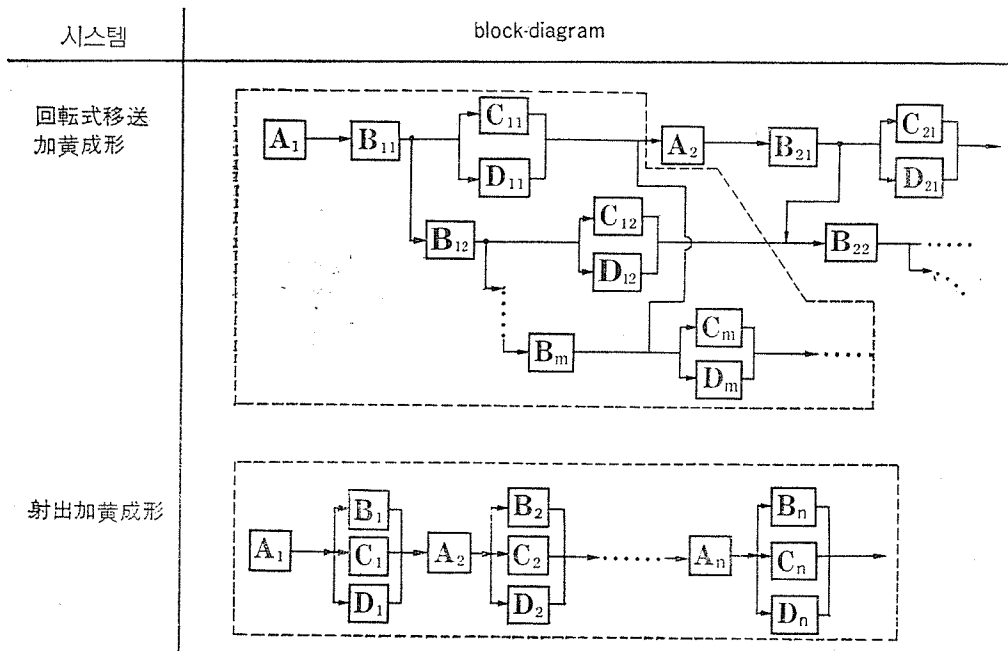 시스템
block-diagram
回転式移送
加黄成形
A₁
B₁₁
C₁₁
D₁₁
A₂
B₂₁
C₂₁
D₂₁
B₁₂
C₁₂
D₁₂
B₂₂
Bₘ
Cₘ
Dₘ
射出加黄成形
A₁
B₁
C₁
D₁
A₂
B₂
C₂
D₂
Aₙ
Bₙ
Cₙ
Dₙ